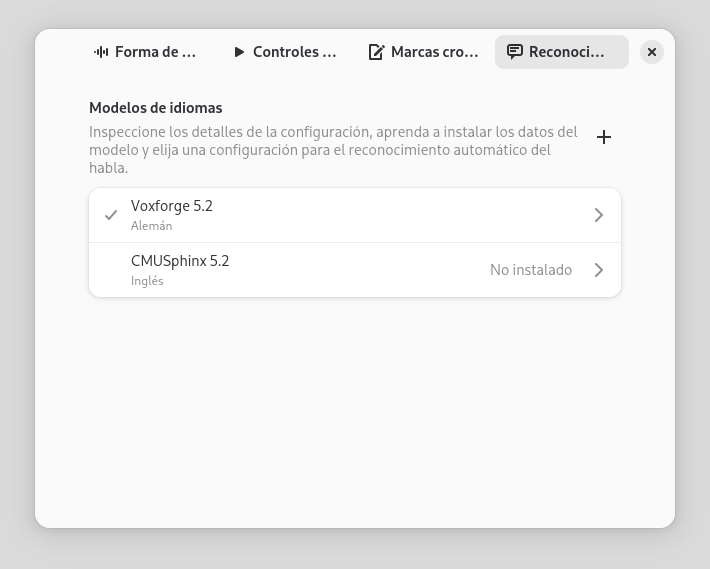 Forma de …
Controles …
Marcas cro…
Reconoci…
Modelos de idiomas
Inspeccione los detalles de la configuración, aprenda a instalar los datos del
modelo y elija una configuración para el reconocimiento automático del
habla.
Voxforge 5.2
Alemán
CMUSphinx 5.2
Inglés
No instalado